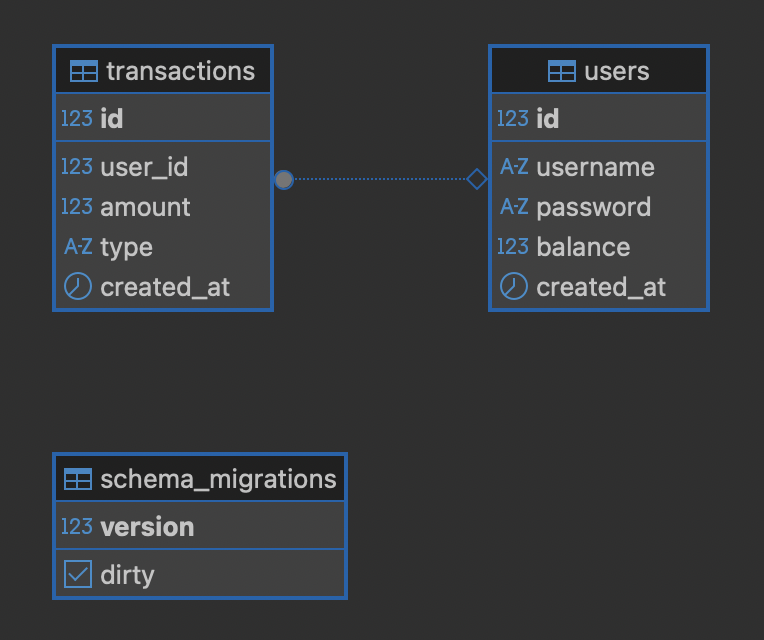 transactions
123 id
123 user_id
123 amount
A-Z type
created_at
users
123 id
A-Z username
A-Z password
123 balance
created_at
schema_migrations
123 version
dirty